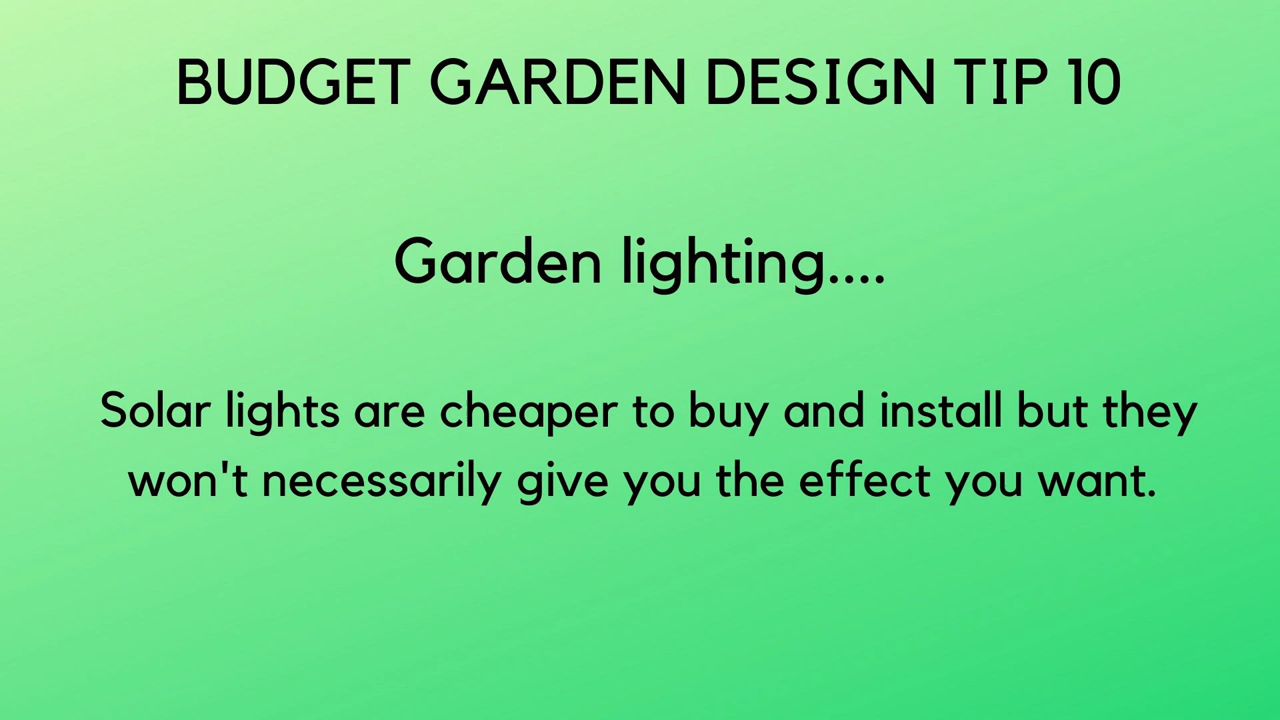 BUDGET GARDEN DESIGN TIP 10
Garden lighting....
Solar lights are cheaper to buy and install but they
won't necessarily give you the effect you want.